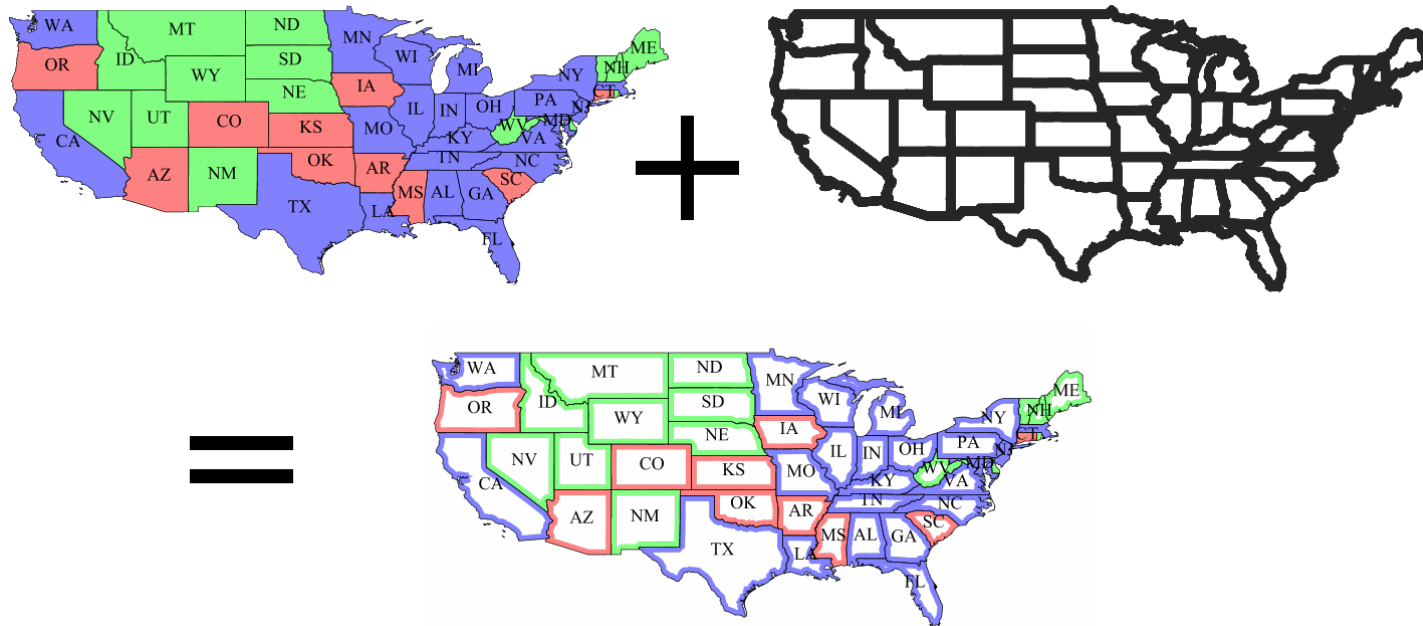 WA
MT
ND
MN
ME
OR
ID
SD
WI
MI
NY
NH
WY
NE
IA
CT
NV
UT
CO
KS
MO
IL
IN
OH
PA
NJ
CA
KY
WV
VA
MD
AZ
NM
OK
AR
TN
NC
TX
LA
MS
AL
GA
SC
FL
WA
MT
ND
MN
ME
OR
ID
SD
WI
MI
NY
NH
WY
NE
IA
CT
NV
UT
CO
KS
MO
IL
IN
OH
PA
NJ
CA
KY
WV
VA
MD
AZ
NM
OK
AR
TN
NC
TX
LA
MS
AL
GA
SC
FL